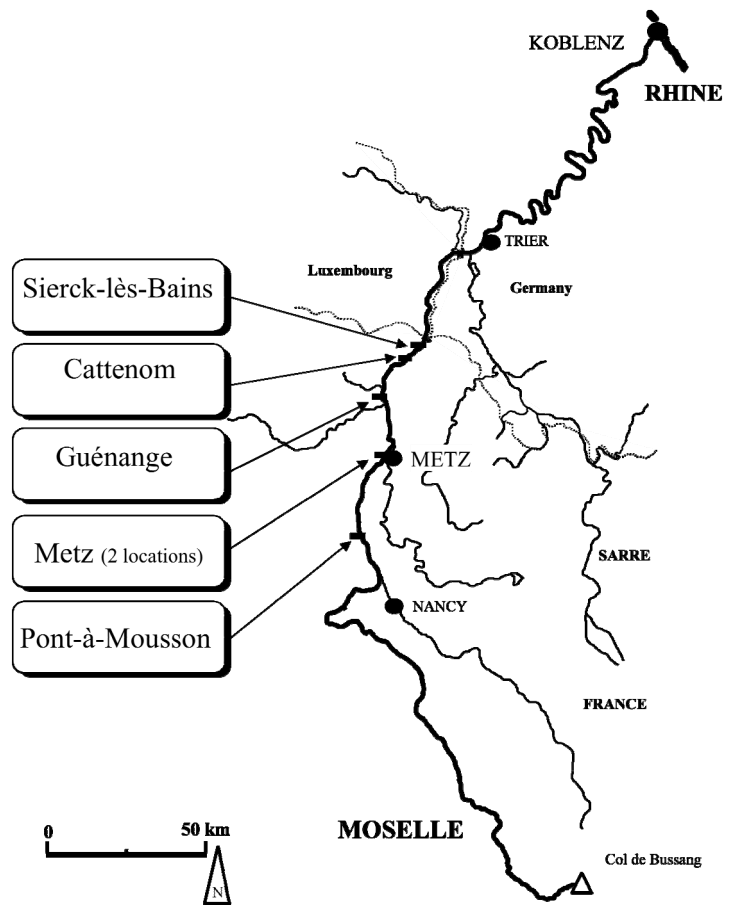 KOBLENZ
RHINE
TRIER
Luxembourg
Germany
Sierck-lès-Bains
Cattenom
Guénange
METZ
Metz (2 locations)
SARRE
NANCY
Pont-à-Mousson
FRANCE
0
50 km
MOSELLE
Col de Bussang
N